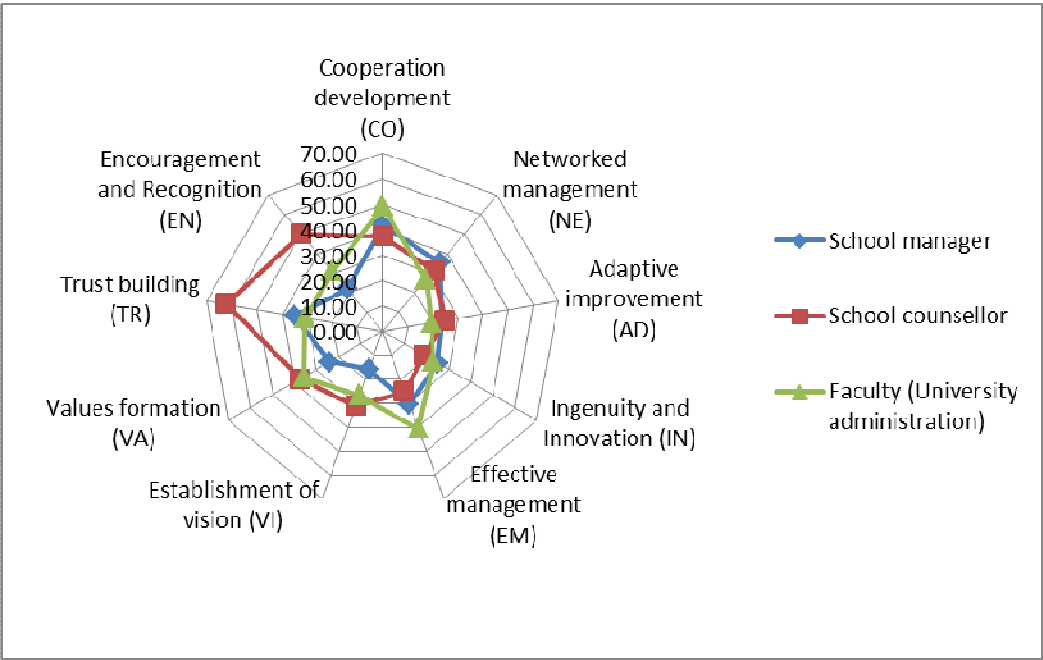 Cooperation
development
(CO)
Networked
management
(NE)
Adaptive
improvement
(AD)
Ingenuity and
Innovation (IN)
Effective
management
(EM)
Establishment of
vision (VI)
Values formation
(VA)
Trust building
(TR)
Encouragement
and Recognition
(EN)
70.00
60.00
50.00
40.00
30.00
20.00
10.00
0.00
School manager
School counsellor
Faculty (University
administration)